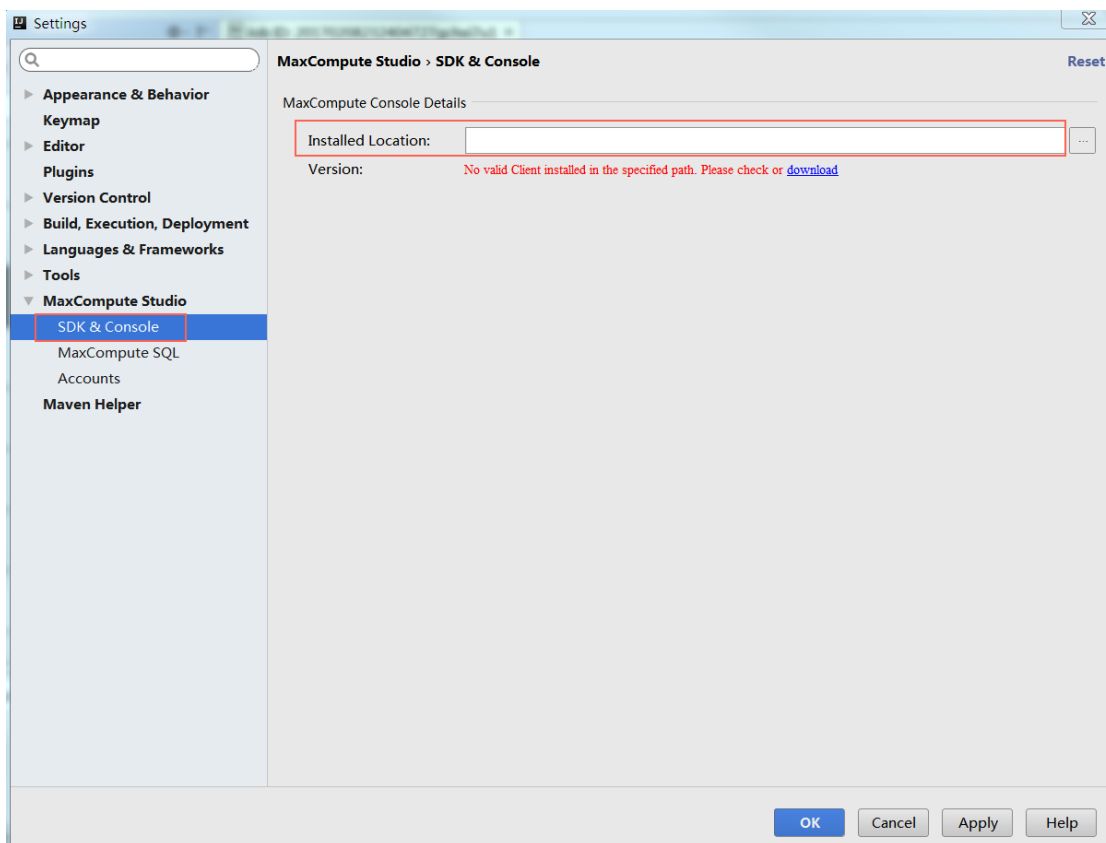 Settings
MaxCompute Studio › SDK & Console
Reset
Appearance & Behavior
Keymap
Editor
Plugins
Version Control
Build, Execution, Deployment
Languages & Frameworks
Tools
MaxCompute Studio
SDK & Console
MaxCompute SQL
Accounts
Maven Helper
MaxCompute Console Details
Installed Location:
...
Version: No valid Client installed in the specified path. Please check or download
OK Cancel Apply Help